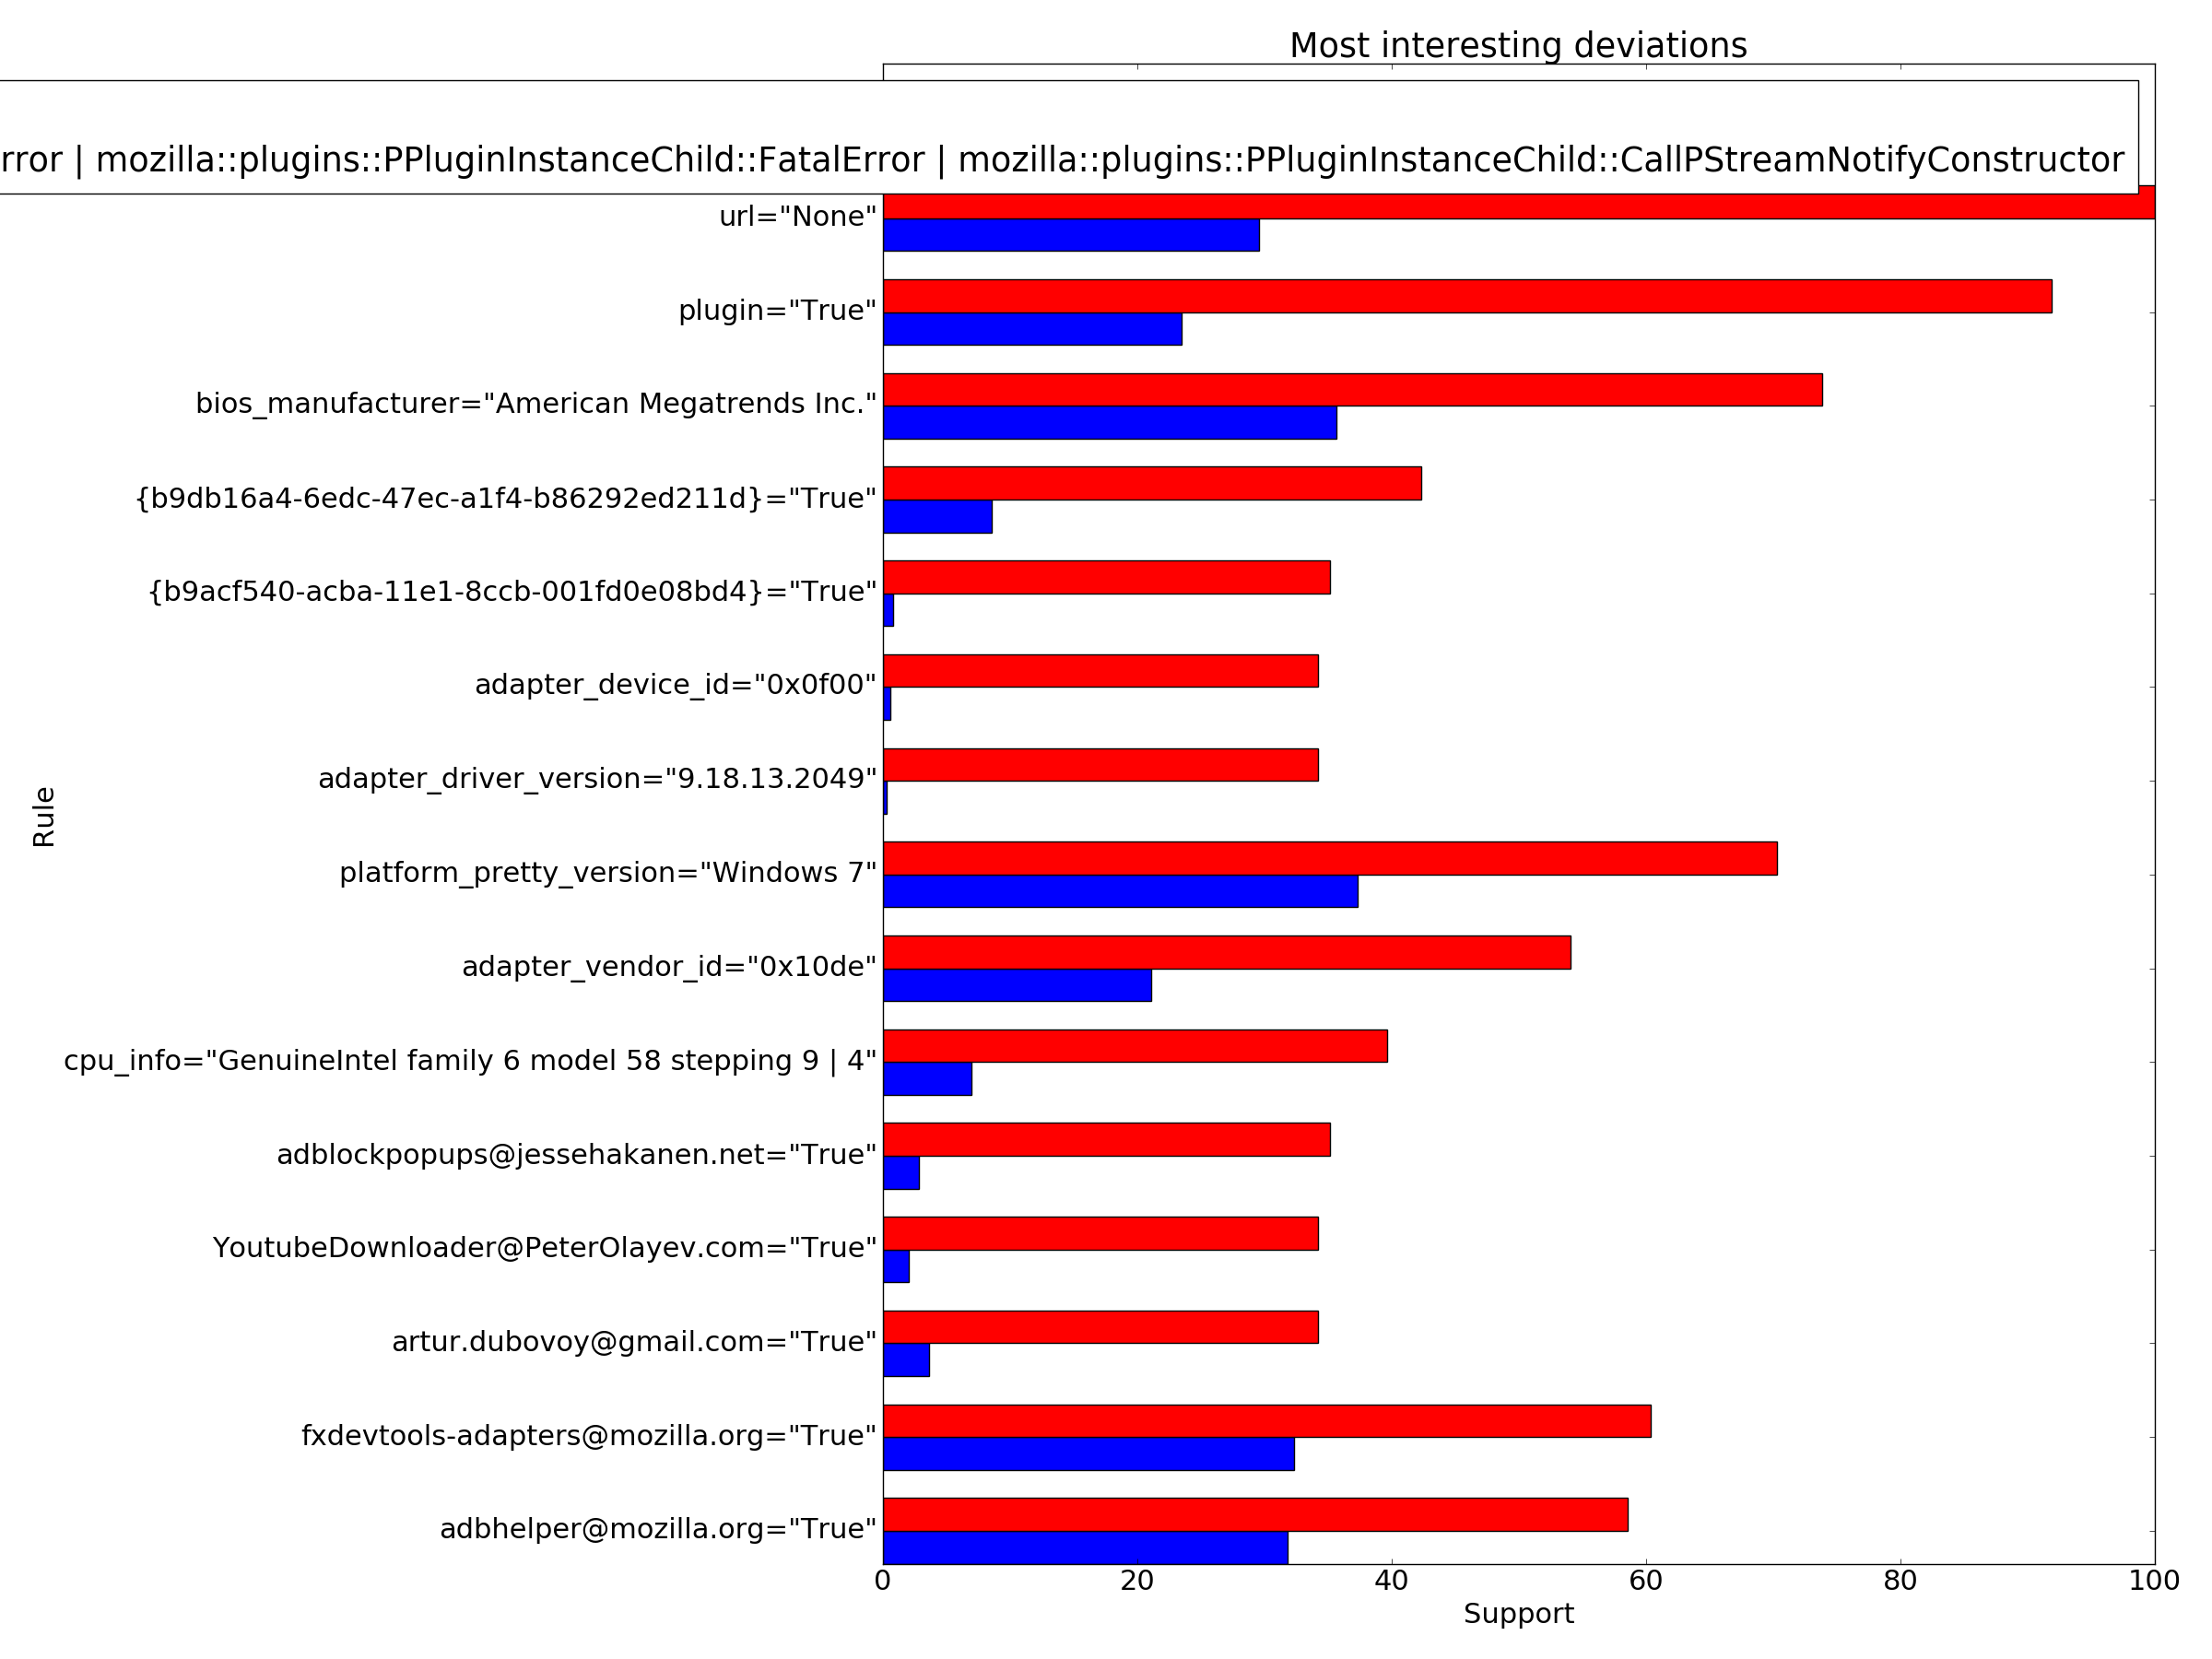 Most interesting deviations
rror | mozilla::plugins::PPluginInstanceChild::FatalError | mozilla::plugins::PPluginInstanceChild::CallPStreamNotifyConstructor
url="None"
plugin="True"
bios_manufacturer="American Megatrends Inc."
{b9db16a4-6edc-47ec-a1f4-b86292ed211d}="True"
{b9acf540-acba-11e1-8ccb-001fd0e08bd4}="True"
adapter_device_id="0x0f00"
adapter_driver_version="9.18.13.2049"
Rule
platform_pretty_version="Windows 7"
adapter_vendor_id="0x10de"
cpu_info="GenuineIntel family 6 model 58 stepping 9 | 4"
adblockpopups@jessehakanen.net="True"
YoutubeDownloader@PeterOlayev.com="True"
artur.dubovoy@gmail.com="True"
fxdevtools-adapters@mozilla.org="True"
adbhelper@mozilla.org="True"
0 20 40 60 80 100
Support